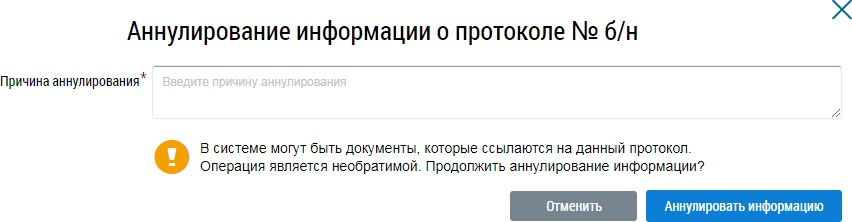 Аннулирование информации о протоколе № б/н
Причина аннулирования*
Введите причину аннулирования
В системе могут быть документы, которые ссылаются на данный протокол.
Операция является необратимой. Продолжить аннулирование информации?
Отменить
Аннулировать информацию